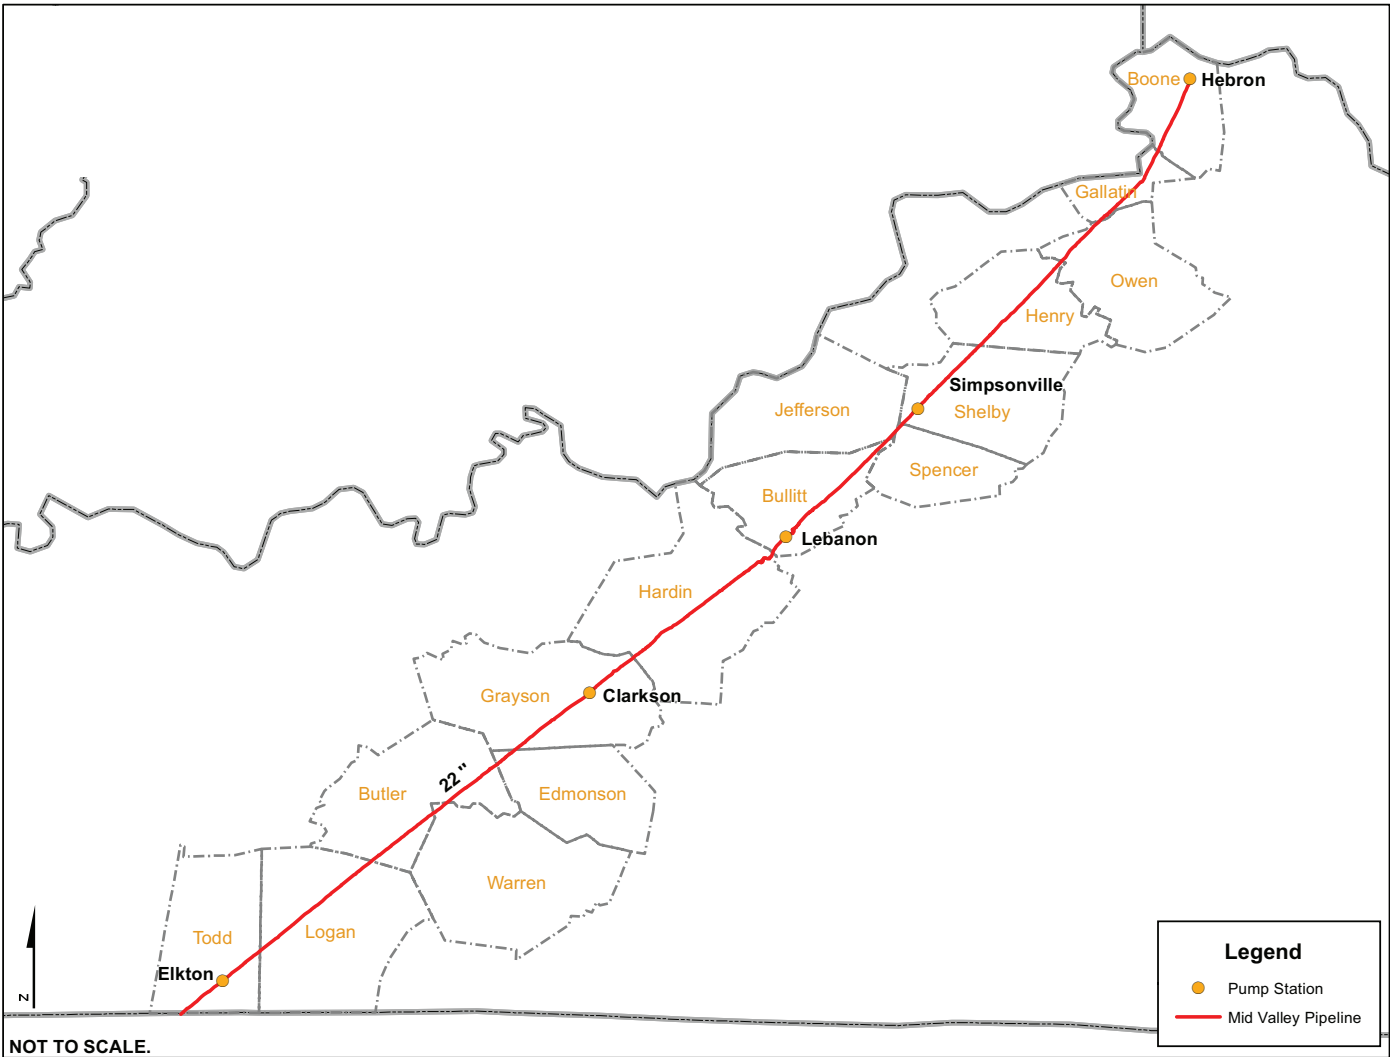 Boone
Hebron
Gallatin
Owen
Henry
Simpsonville
Jefferson
Shelby
Spencer
Bullitt
Lebanon
Hardin
Grayson
Clarkson
22 "
Butler
Edmonson
Warren
Todd
Logan
Elkton
Legend
Pump Station
Mid Valley Pipeline
N
NOT TO SCALE.